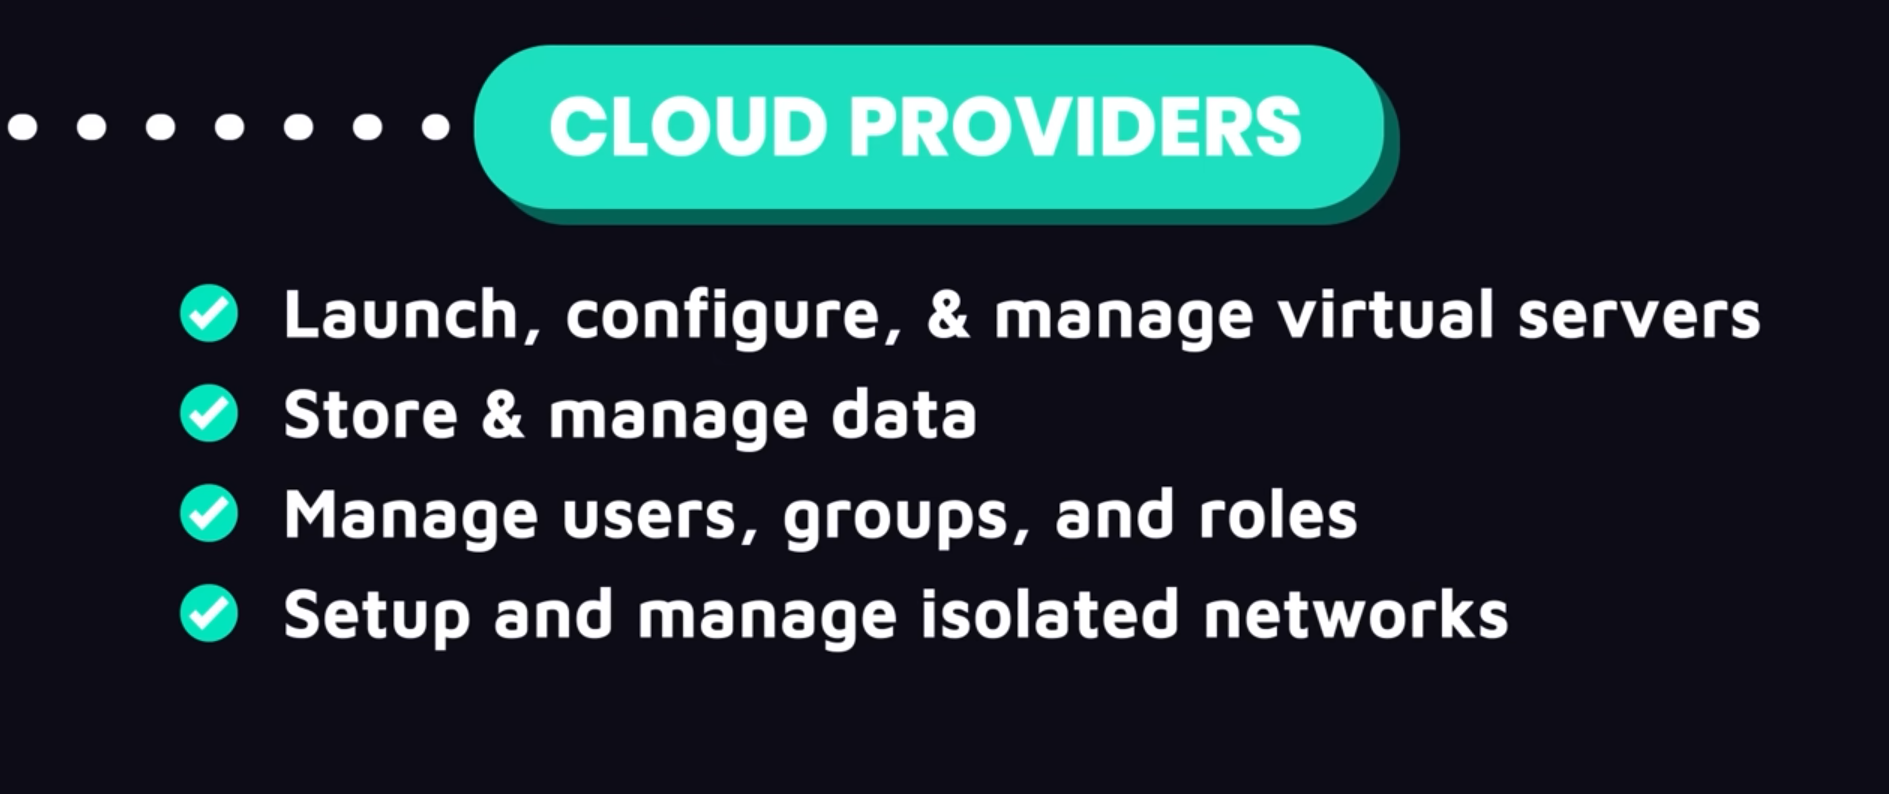 CLOUD PROVIDERS
Launch, configure, & manage virtual servers
Store & manage data
Manage users, groups, and roles
Setup and manage isolated networks